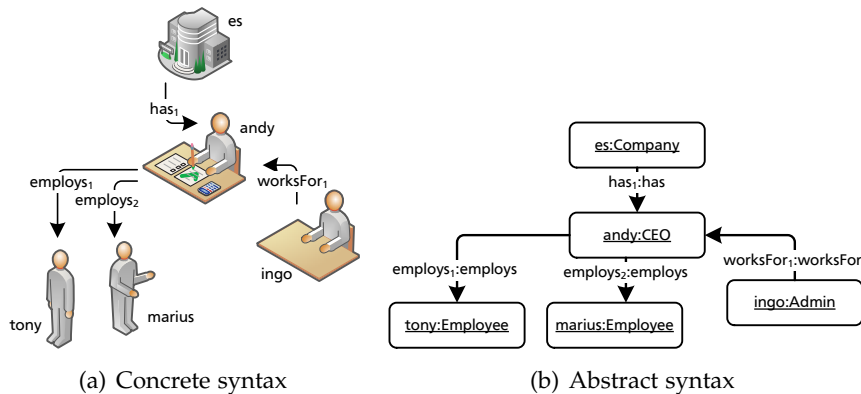 es
has₁
andy
employs₁
employs₂
worksFor₁
ingo
tony
marius
(a) Concrete syntax
es:Company
has₁:has
andy:CEO
employs₁:employs
employs₂:employs
worksFor₁:worksFor
tony:Employee
marius:Employee
ingo:Admin
(b) Abstract syntax